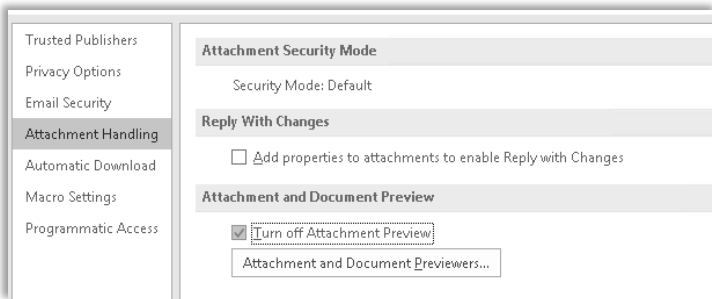 Trusted Publishers
Privacy Options
Email Security
Attachment Handling
Automatic Download
Macro Settings
Programmatic Access
Attachment Security Mode
Security Mode: Default
Reply With Changes
Add properties to attachments to enable Reply with Changes
Attachment and Document Preview
Turn off Attachment Preview
Attachment and Document Previewers...